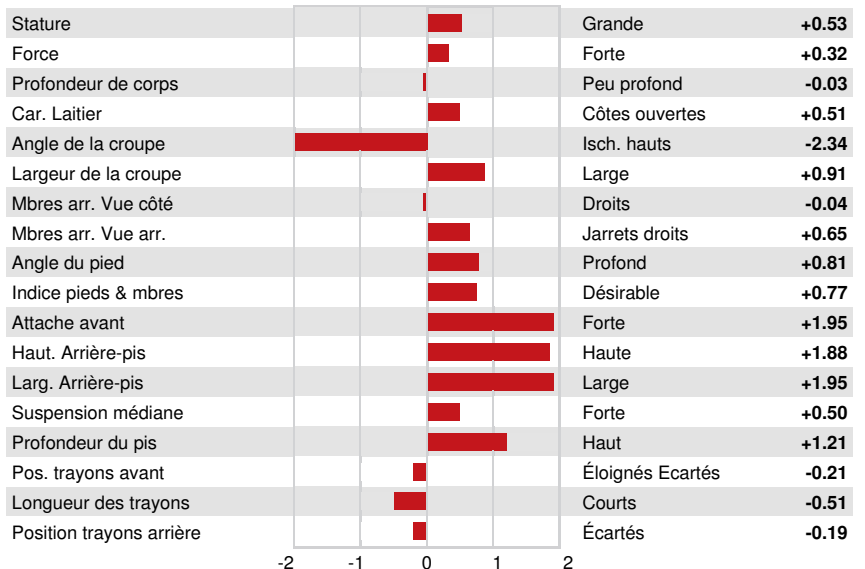 Stature Grande +0.53
Force Forte +0.32
Profondeur de corps Peu profond -0.03
Car. Laitier Côtes ouvertes +0.51
Angle de la croupe Isch. hauts -2.34
Largeur de la croupe Large +0.91
Mbres arr. Vue côté Droits -0.04
Mbres arr. Vue arr. Jarrets droits +0.65
Angle du pied Profond +0.81
Indice pieds & mbres Désirable +0.77
Attache avant Forte +1.95
Haut. Arrière-pis Haute +1.88
Larg. Arrière-pis Large +1.95
Suspension médiane Forte +0.50
Profondeur du pis Haut +1.21
Pos. trayons avant Éloignés Ecartés -0.21
Longueur des trayons Courts -0.51
Position trayons arrière Écartés -0.19
-2 -1 0 1 2